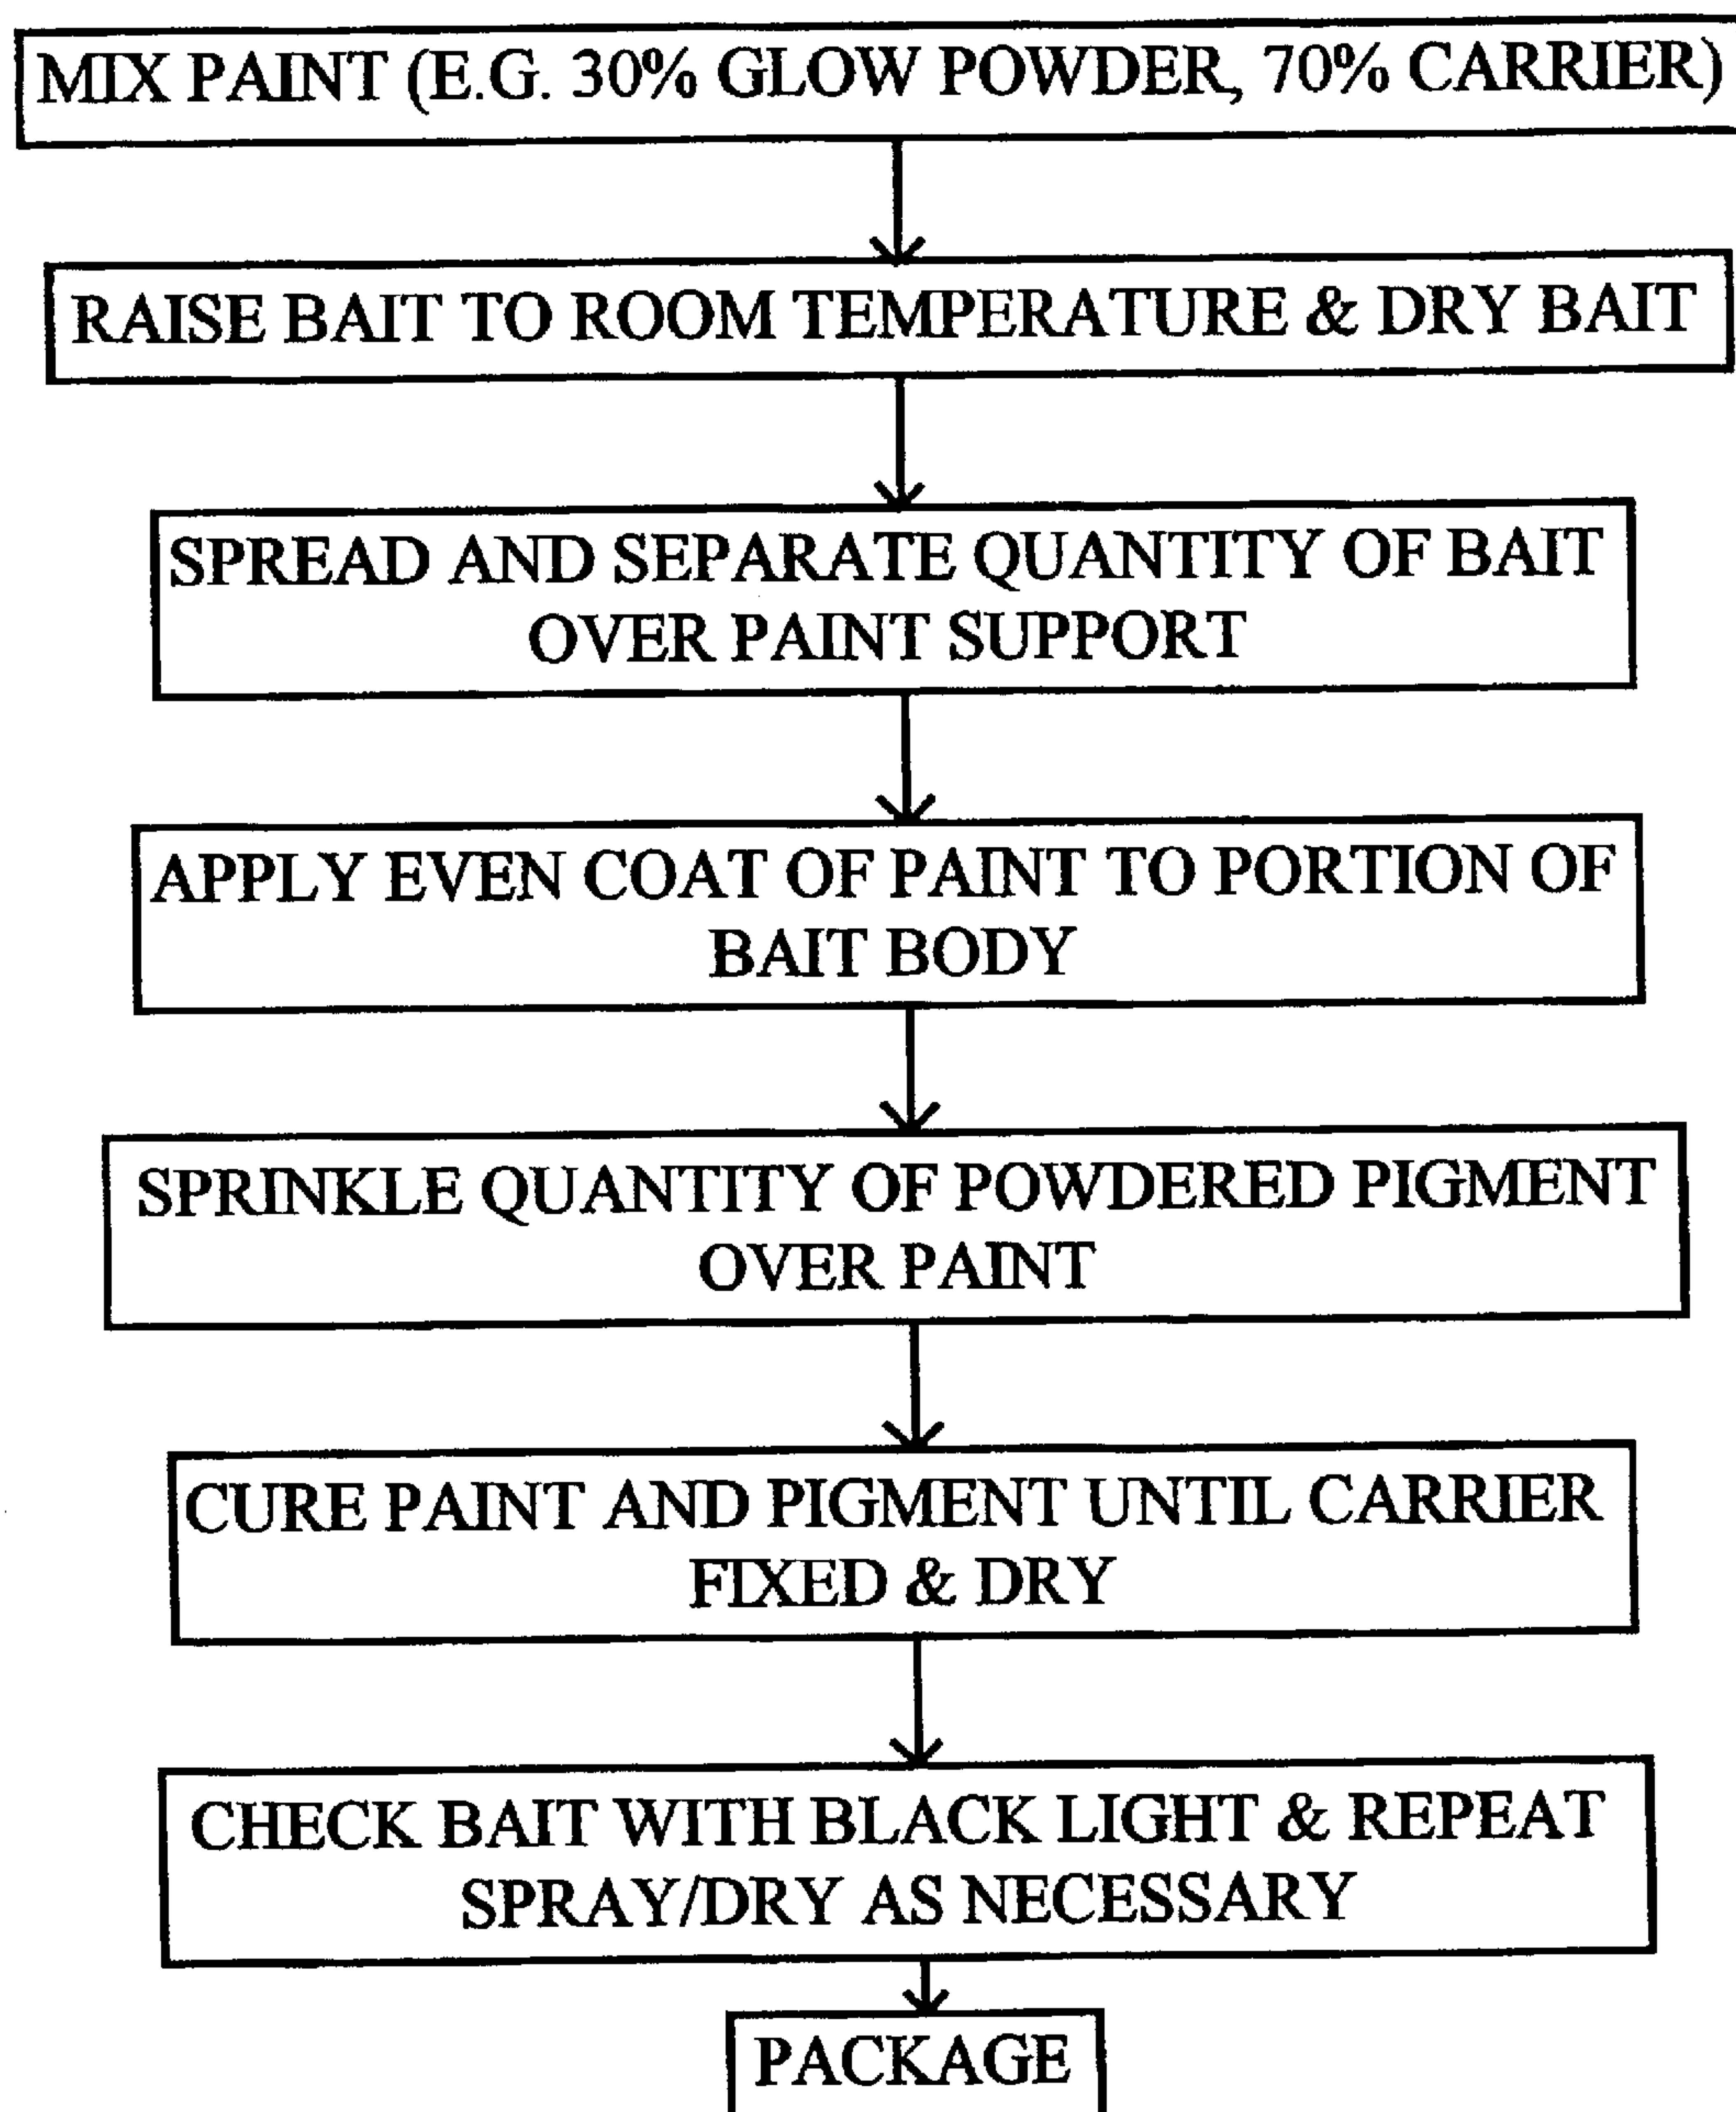 MIX PAINT (E.G. 30% GLOW POWDER, 70% CARRIER)
RAISE BAIT TO ROOM TEMPERATURE & DRY BAIT
SPREAD AND SEPARATE QUANTITY OF BAIT
OVER PAINT SUPPORT
APPLY EVEN COAT OF PAINT TO PORTION OF
BAIT BODY
SPRINKLE QUANTITY OF POWDERED PIGMENT
OVER PAINT
CURE PAINT AND PIGMENT UNTIL CARRIER
FIXED & DRY
CHECK BAIT WITH BLACK LIGHT & REPEAT
SPRAY/DRY AS NECESSARY
PACKAGE